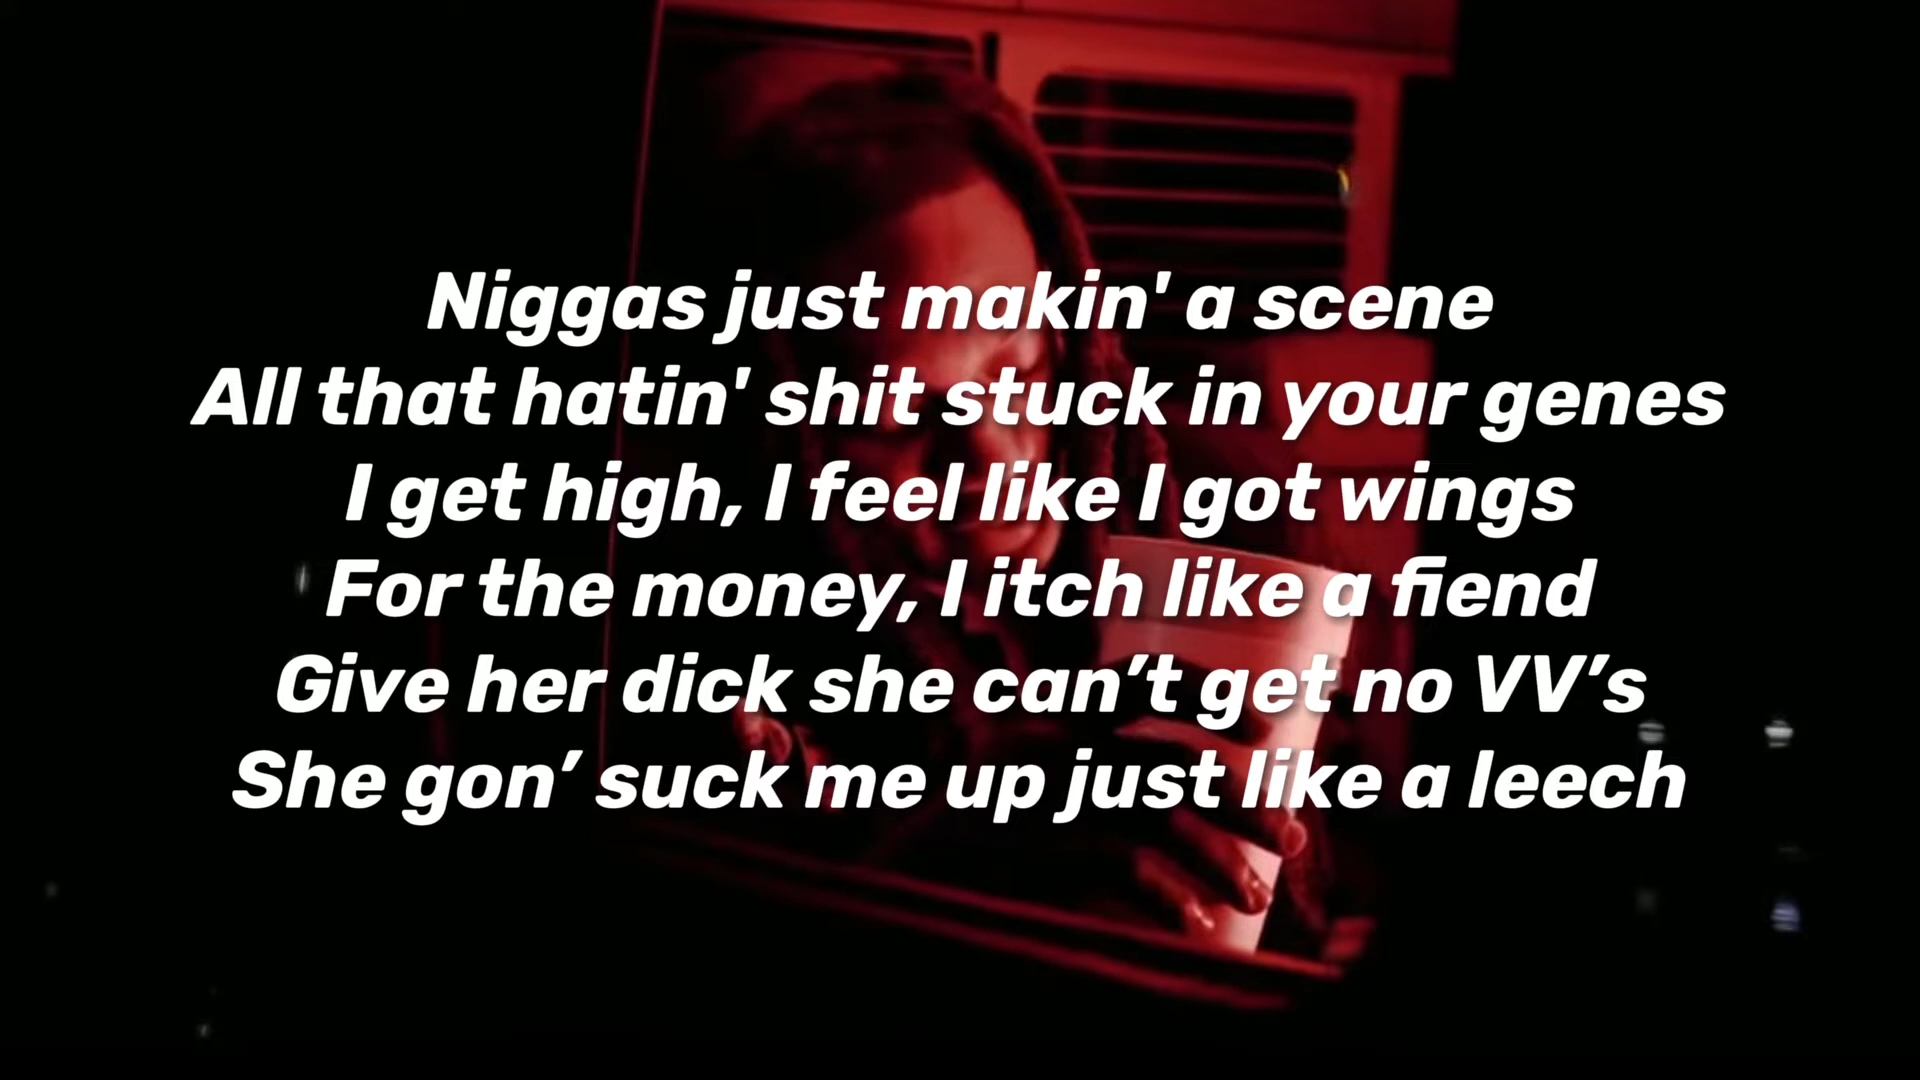 Niggas just makin' a scene
All that hatin' shit stuck in your genes
I get high, I feel like I got wings
For the money, I itch like a fiend
Give her dick she can’t get no VV’s
She gon’ suck me up just like a leech